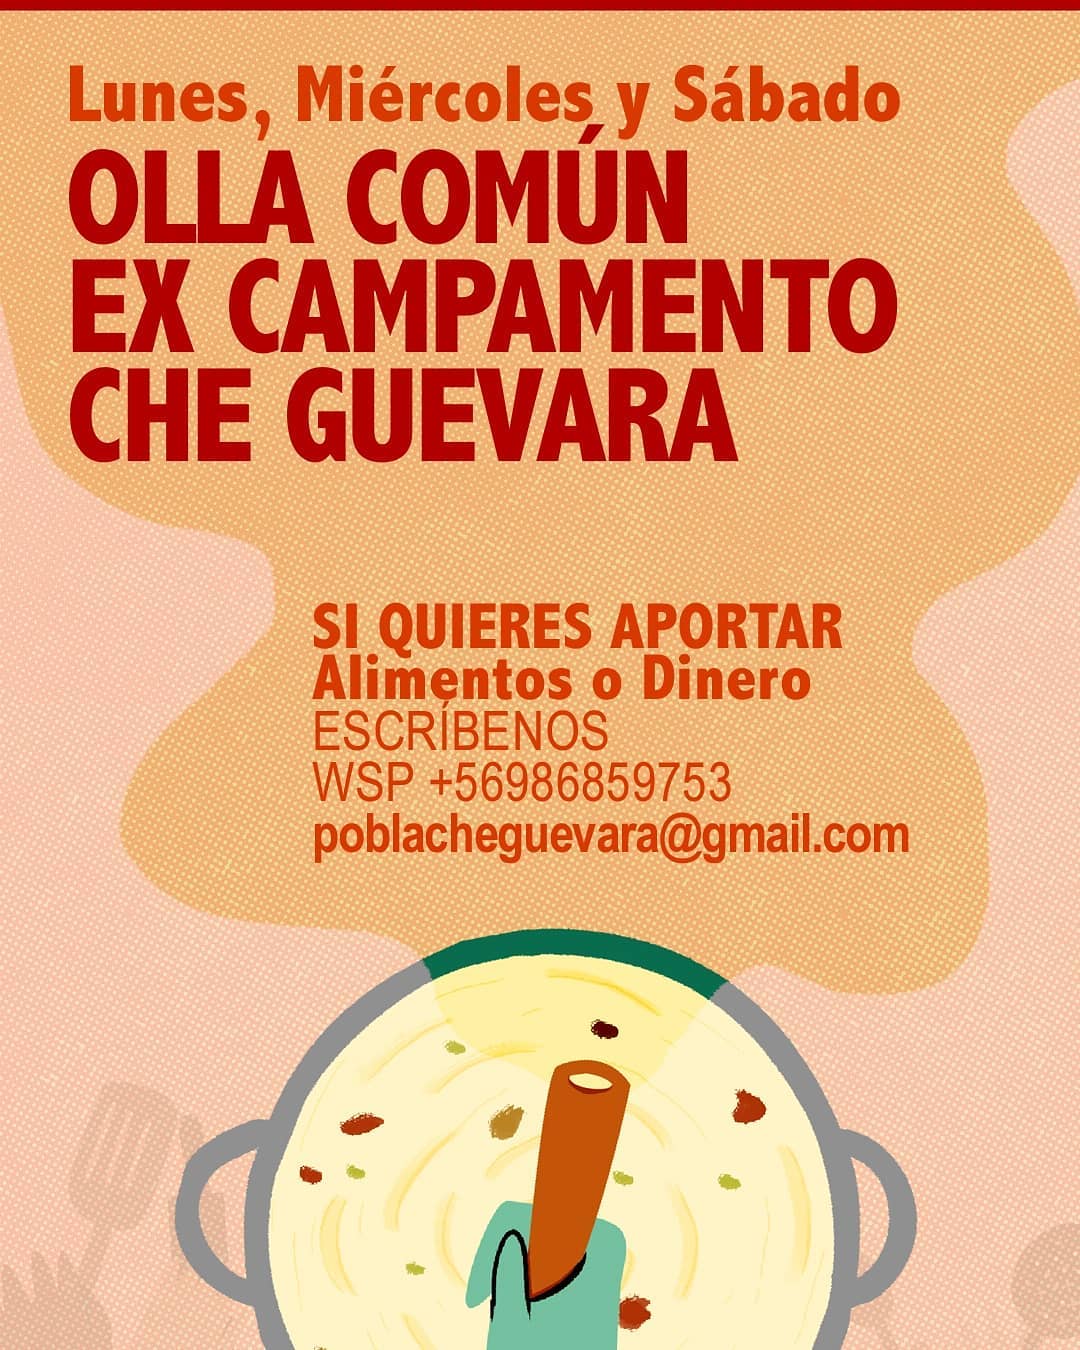 Lunes, Miércoles y Sábado
OLLA COMÚN
EX CAMPAMENTO
CHE GUEVARA
SI QUIERES APORTAR
Alimentos o Dinero
ESCRÍBENOS
WSP +56986859753
poblacheguevara@gmail.com